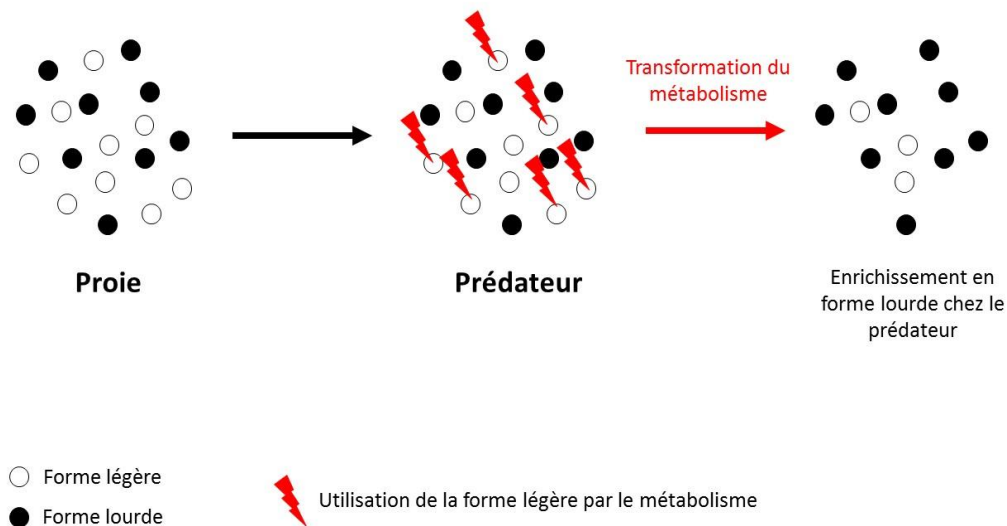 Transformation du
métabolisme
Proie
Prédateur
Enrichissement en
forme lourde chez le
prédateur
Forme légère
Forme lourde
Utilisation de la forme légère par le métabolisme